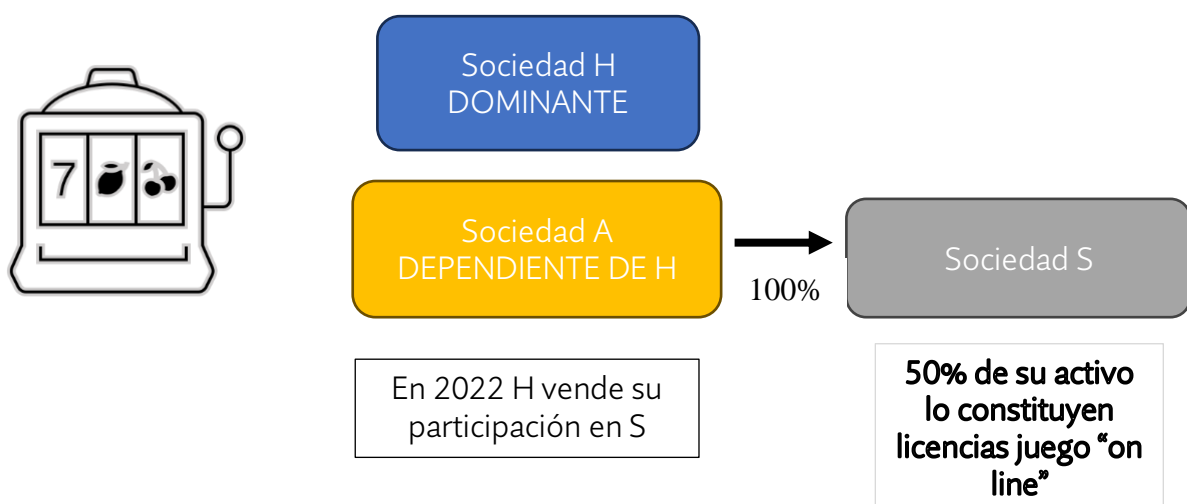 Sociedad H
DOMINANTE
7
Sociedad A
DEPENDIENTE DE H
100%
Sociedad S
En 2022 H vende su
participación en S
50% de su activo
lo constituyen
licencias juego “on
line”